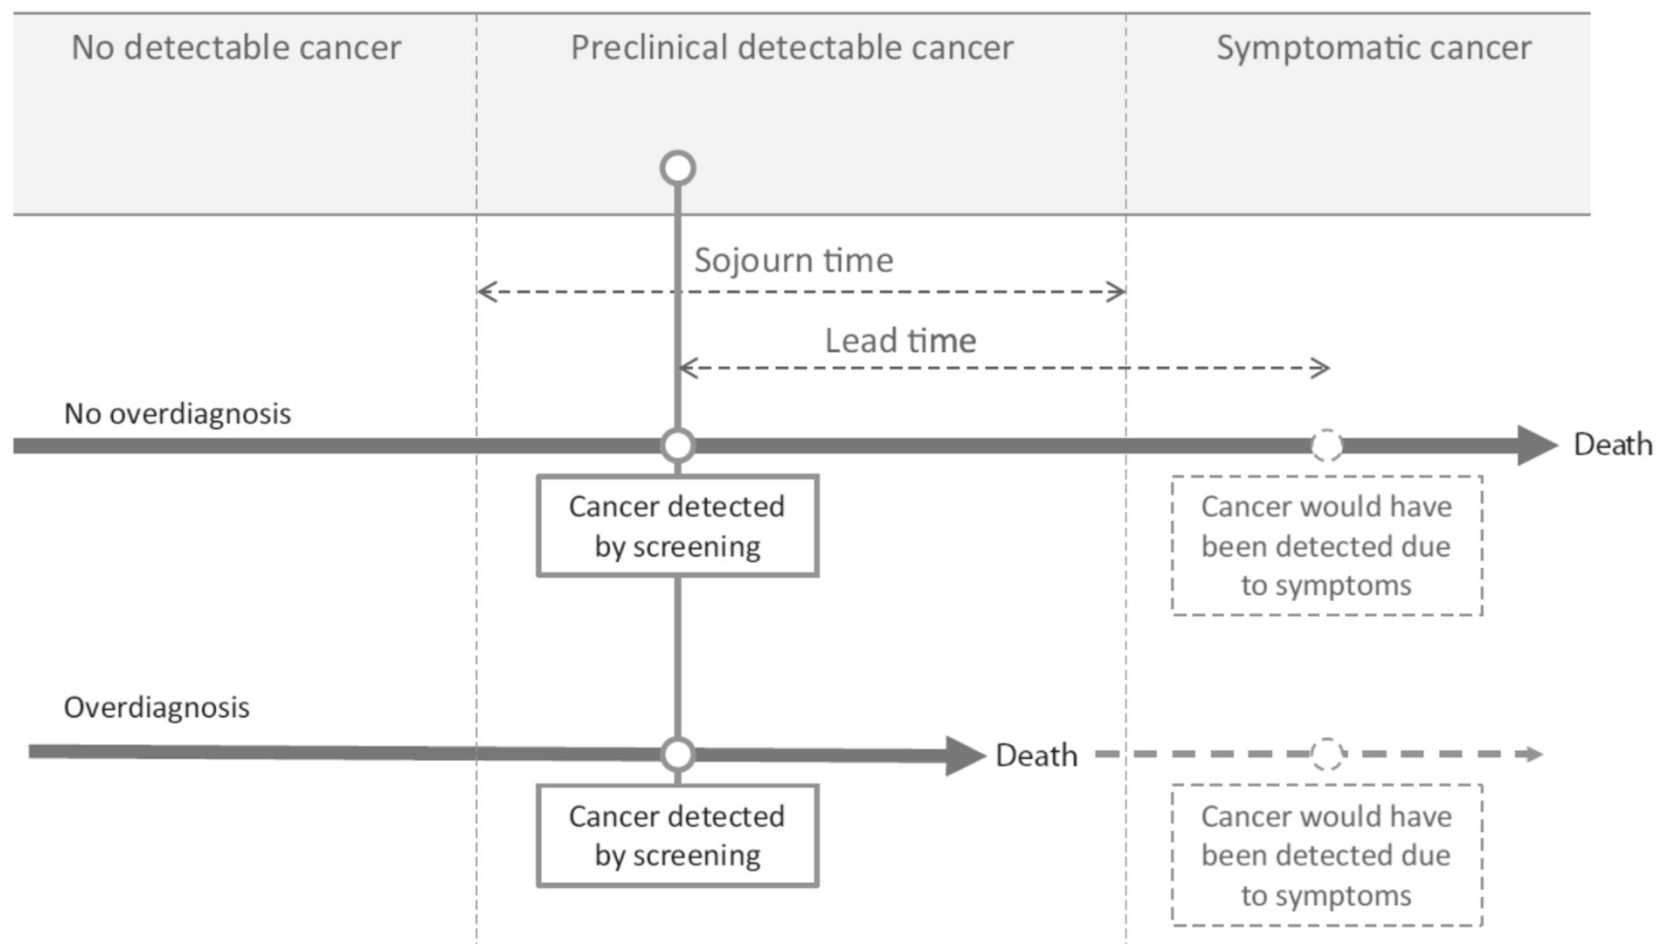 No detectable cancer
Preclinical detectable cancer
Symptomatic cancer
Sojourn time
Lead time
No overdiagnosis
Death
Cancer detected
by screening
Cancer would have
been detected due
to symptoms
Overdiagnosis
Death
Cancer detected
by screening
Cancer would have
been detected due
to symptoms